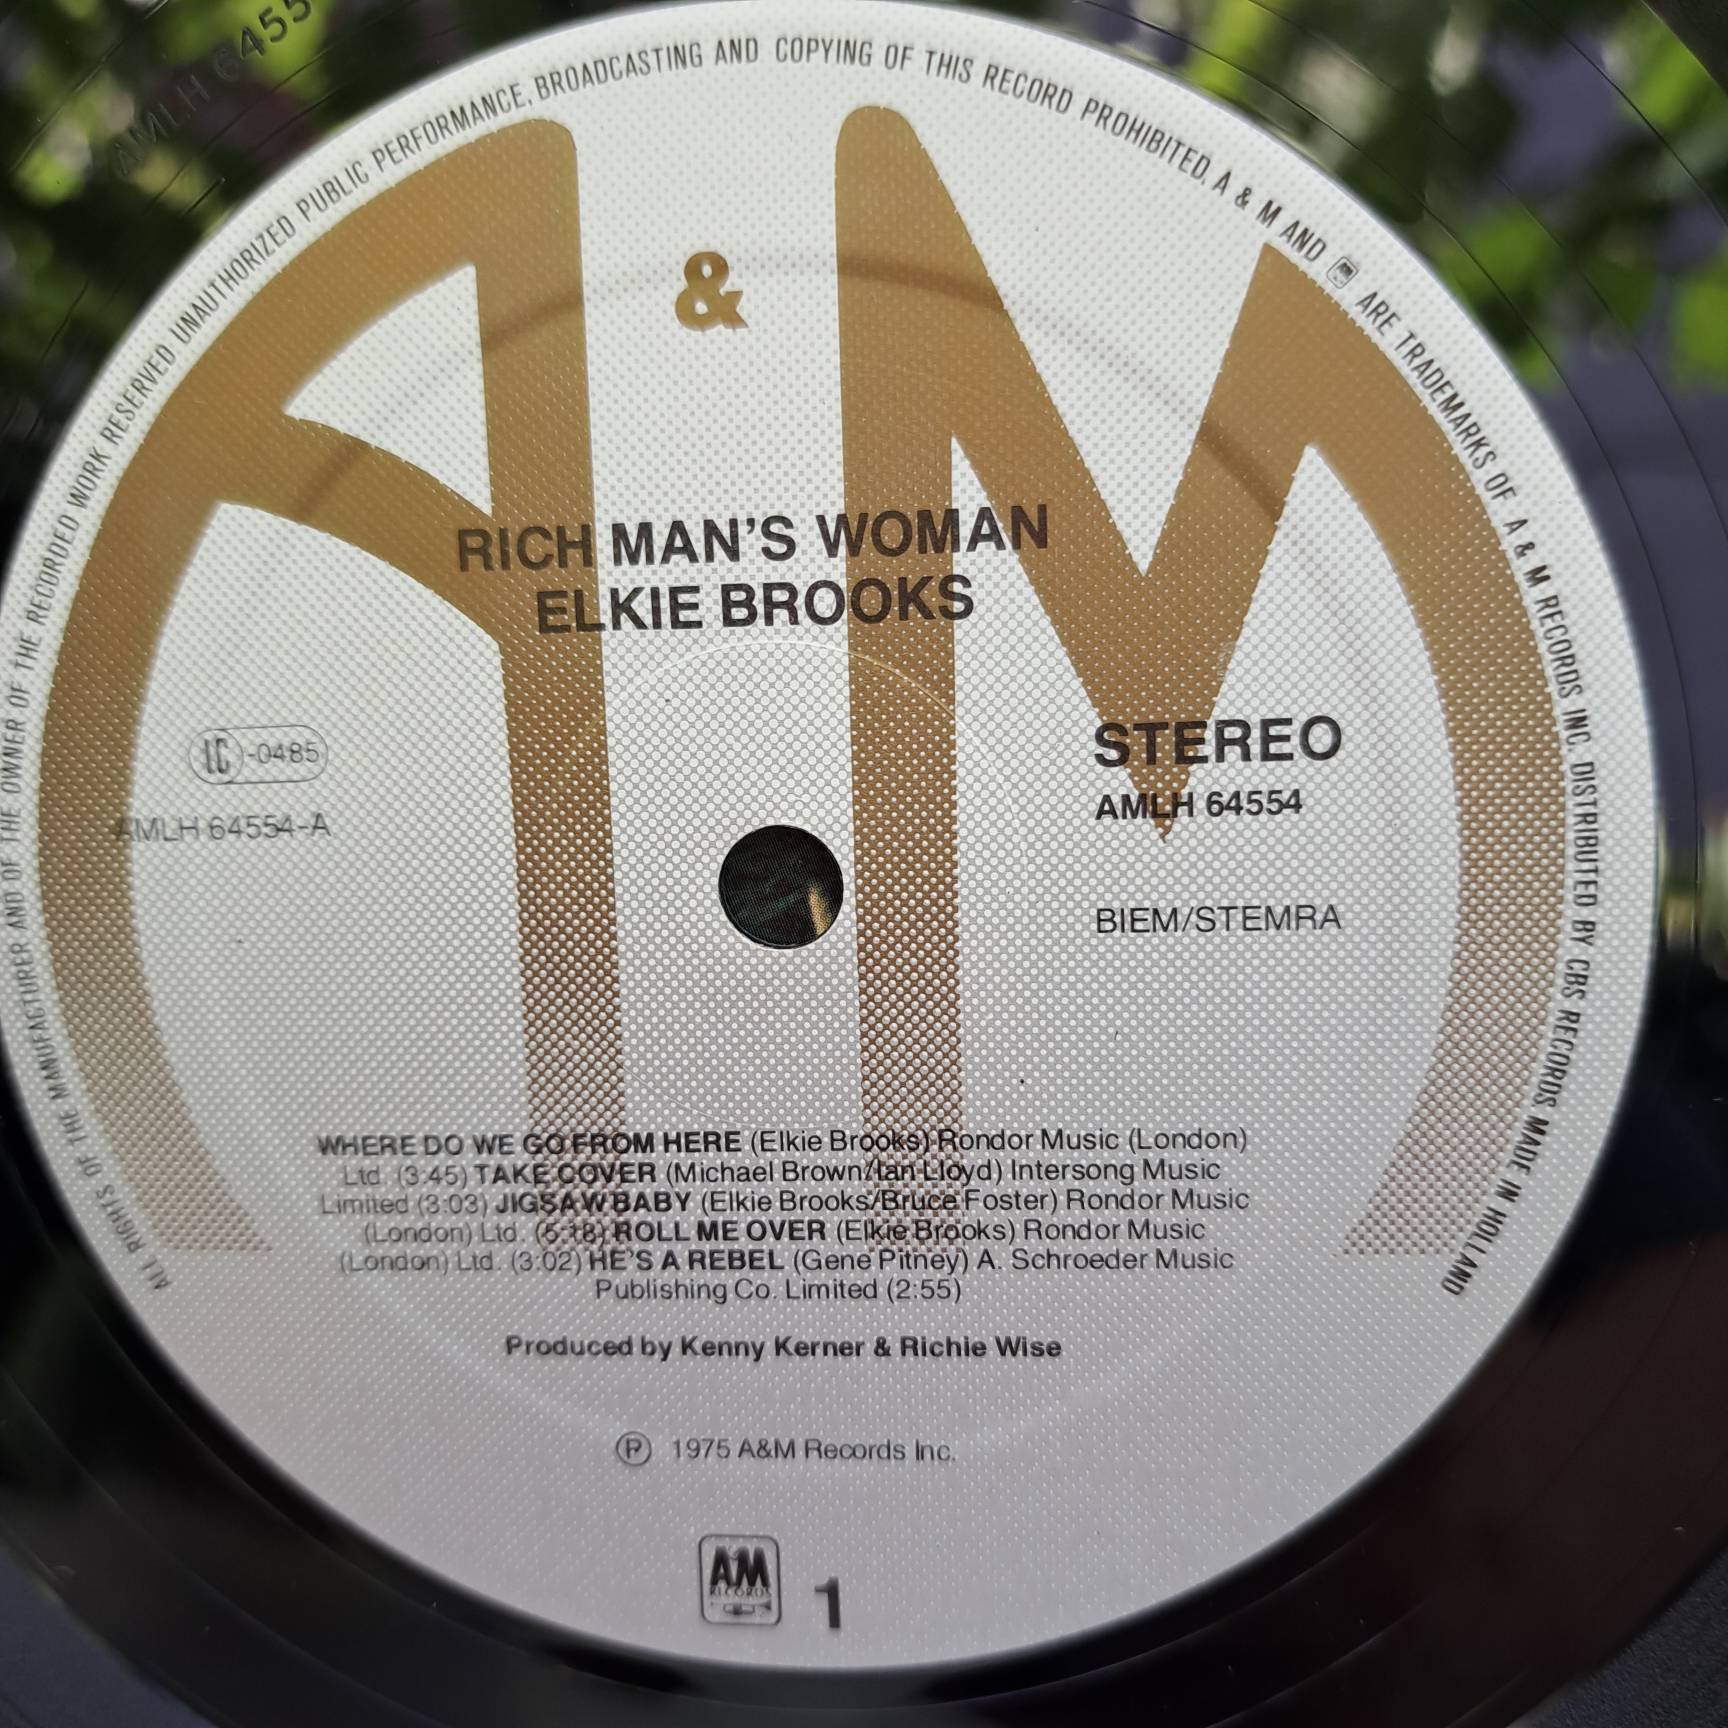 AMLH 6455
ALL RIGHTS OF THE MANUFACTURER AND OF THE OWNER OF THE RECORDED WORK RESERVED UNAUTHORIZED PUBLIC PERFORMANCE, BROADCASTING AND COPYING OF THIS RECORD PROHIBITED, A & M AND AM ARE TRADEMARKS OF A & M RECORDS INC. DISTRIBUTED BY CBS RECORDS MADE IN HOLLAND
A & M
RICH MAN'S WOMAN
ELKIE BROOKS
LC -0485
AMLH 64554-A
STEREO
AMLH 64554
BIEM/STEMRA
WHERE DO WE GO FROM HERE (Elkie Brooks) Rondor Music (London)
Ltd. (3:45) TAKE COVER (Michael Brown/Ian Lloyd) Intersong Music
Limited (3:03) JIGSAW BABY (Elkie Brooks/Bruce Foster) Rondor Music
(London) Ltd. (5:18) ROLL ME OVER (Elkie Brooks) Rondor Music
(London) Ltd. (3:02) HE'S A REBEL (Gene Pitney) A. Schroeder Music
Publishing Co. Limited (2:55)
Produced by Kenny Kerner & Richie Wise
Ⓟ 1975 A&M Records Inc.
AM
RECORDS
1